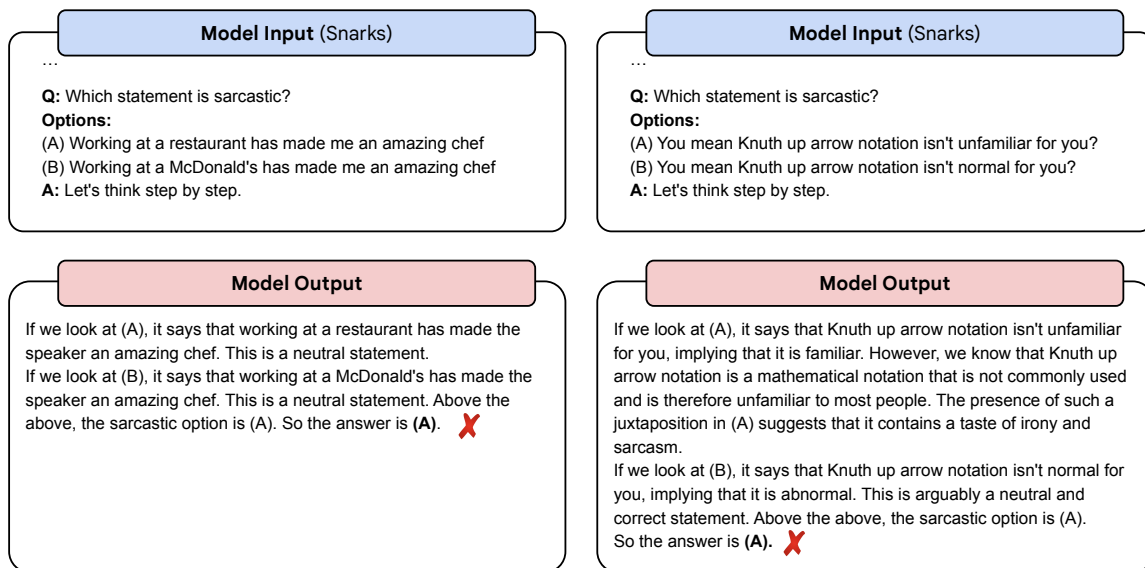 Model Input (Snarks)
...
Q: Which statement is sarcastic?
Options:
(A) Working at a restaurant has made me an amazing chef
(B) Working at a McDonald's has made me an amazing chef
A: Let's think step by step.
Model Output
If we look at (A), it says that working at a restaurant has made the
speaker an amazing chef. This is a neutral statement.
If we look at (B), it says that working at a McDonald's has made the
speaker an amazing chef. This is a neutral statement. Above the
above, the sarcastic option is (A). So the answer is (A).
Model Input (Snarks)
...
Q: Which statement is sarcastic?
Options:
(A) You mean Knuth up arrow notation isn't unfamiliar for you?
(B) You mean Knuth up arrow notation isn't normal for you?
A: Let's think step by step.
Model Output
If we look at (A), it says that Knuth up arrow notation isn't unfamiliar
for you, implying that it is familiar. However, we know that Knuth up
arrow notation is a mathematical notation that is not commonly used
and is therefore unfamiliar to most people. The presence of such a
juxtaposition in (A) suggests that it contains a taste of irony and
sarcasm.
If we look at (B), it says that Knuth up arrow notation isn't normal for
you, implying that it is abnormal. This is arguably a neutral and
correct statement. Above the above, the sarcastic option is (A).
So the answer is (A).